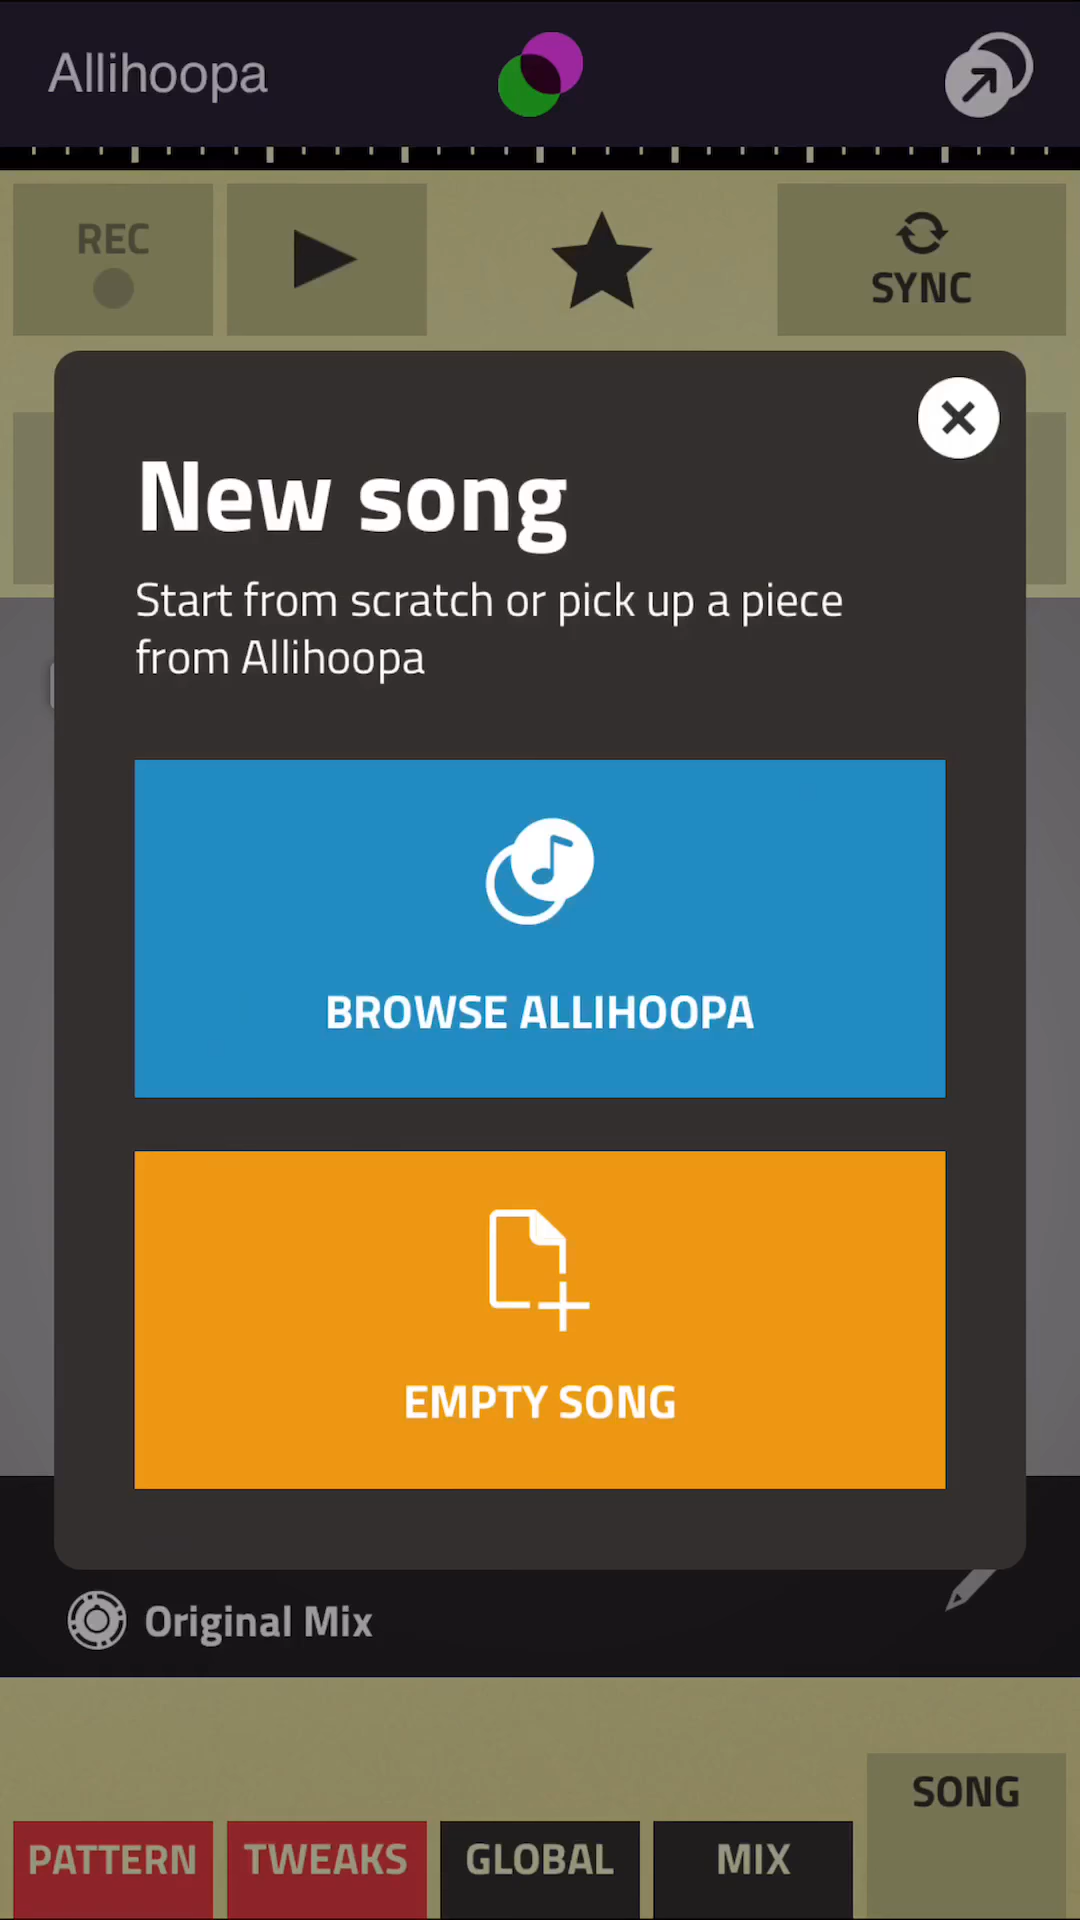 Allihoopa
REC
SYNC
New song
Start from scratch or pick up a piece
from Allihoopa
BROWSE ALLIHOOPA
EMPTY SONG
Original Mix
SONG
PATTERN
TWEAKS
GLOBAL
MIX